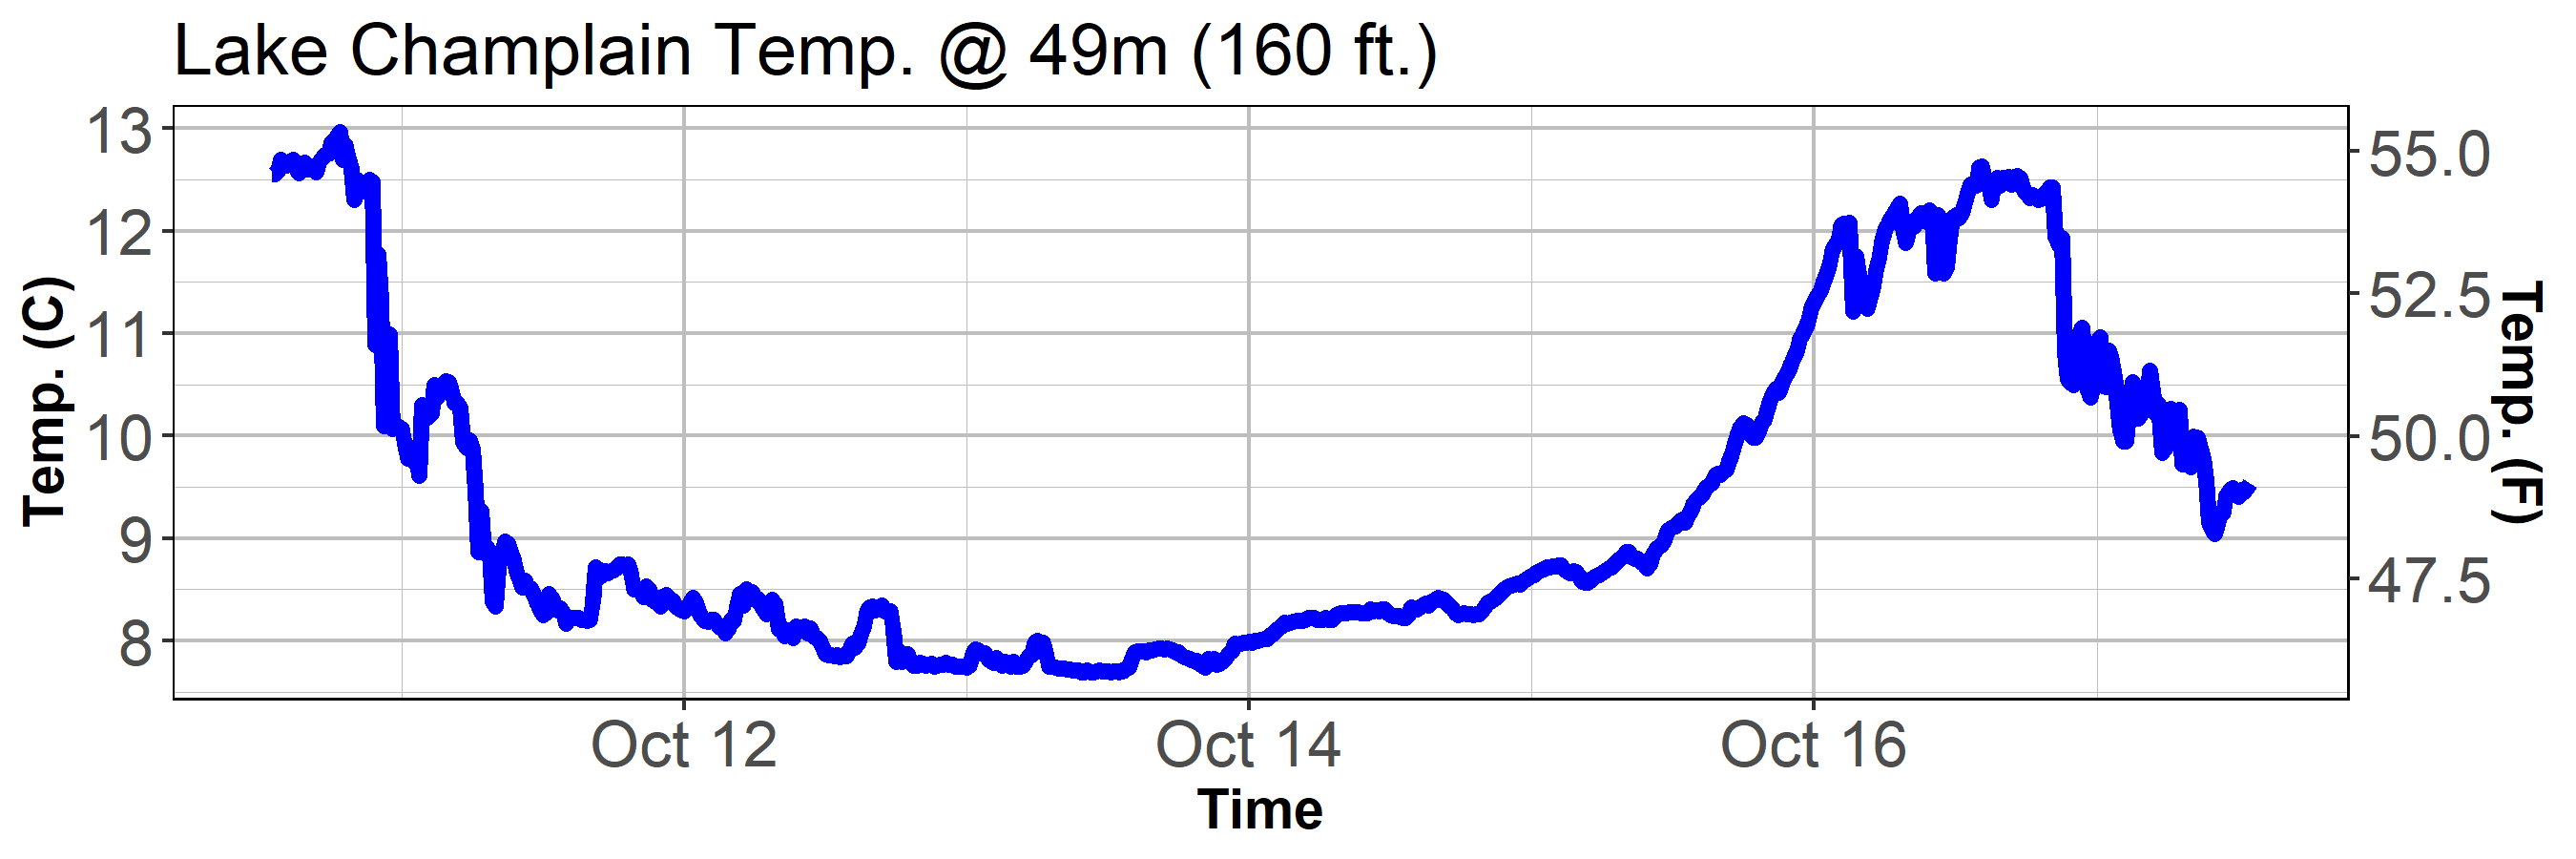 Lake Champlain Temp. @ 49m (160 ft.)
Temp. (C)
13
12
11
10
9
8
55.0
52.5
50.0
47.5
Temp. (F)
Oct 12
Oct 14
Oct 16
Time